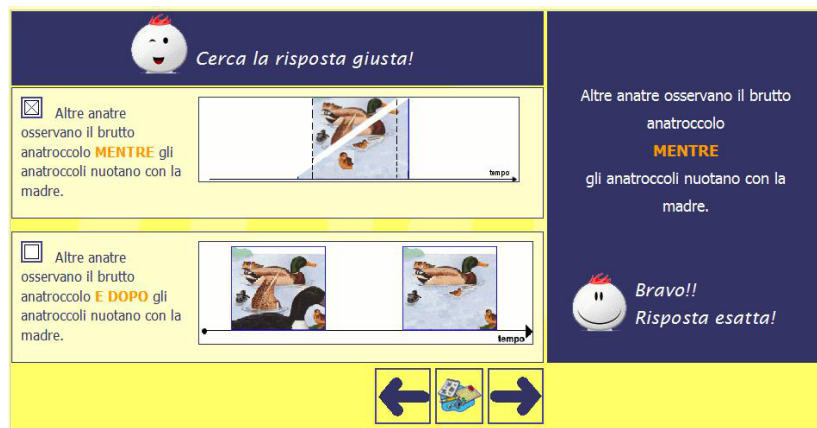 Cerca la risposta giusta!
Altre anatre
osservano il brutto
anatroccolo MENTRE gli
anatroccoli nuotano con la
madre.
tempo
Altre anatre
osservano il brutto
anatroccolo E DOPO gli
anatroccoli nuotano con la
madre.
tempo
Altre anatre osservano il brutto
anatroccolo
MENTRE
gli anatroccoli nuotano con la
madre.
Bravo!!
Risposta esatta!